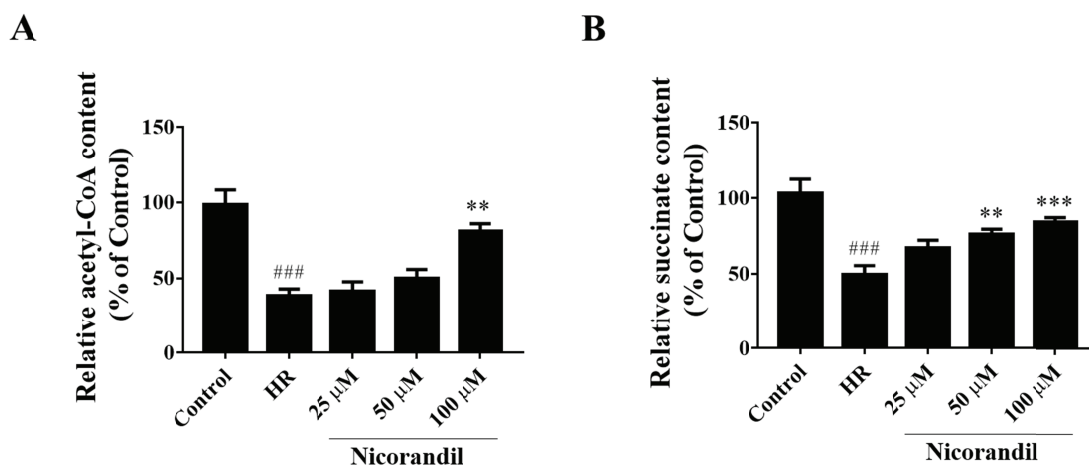 A
Relative acetyl-CoA content
(% of Control)
150
100
50
0
###
**
Control
HR
25 μM
50 μM
100 μM
Nicorandil
B
Relative succinate content
(% of Control)
150
100
50
0
###
**
***
Control
HR
25 μM
50 μM
100 μM
Nicorandil